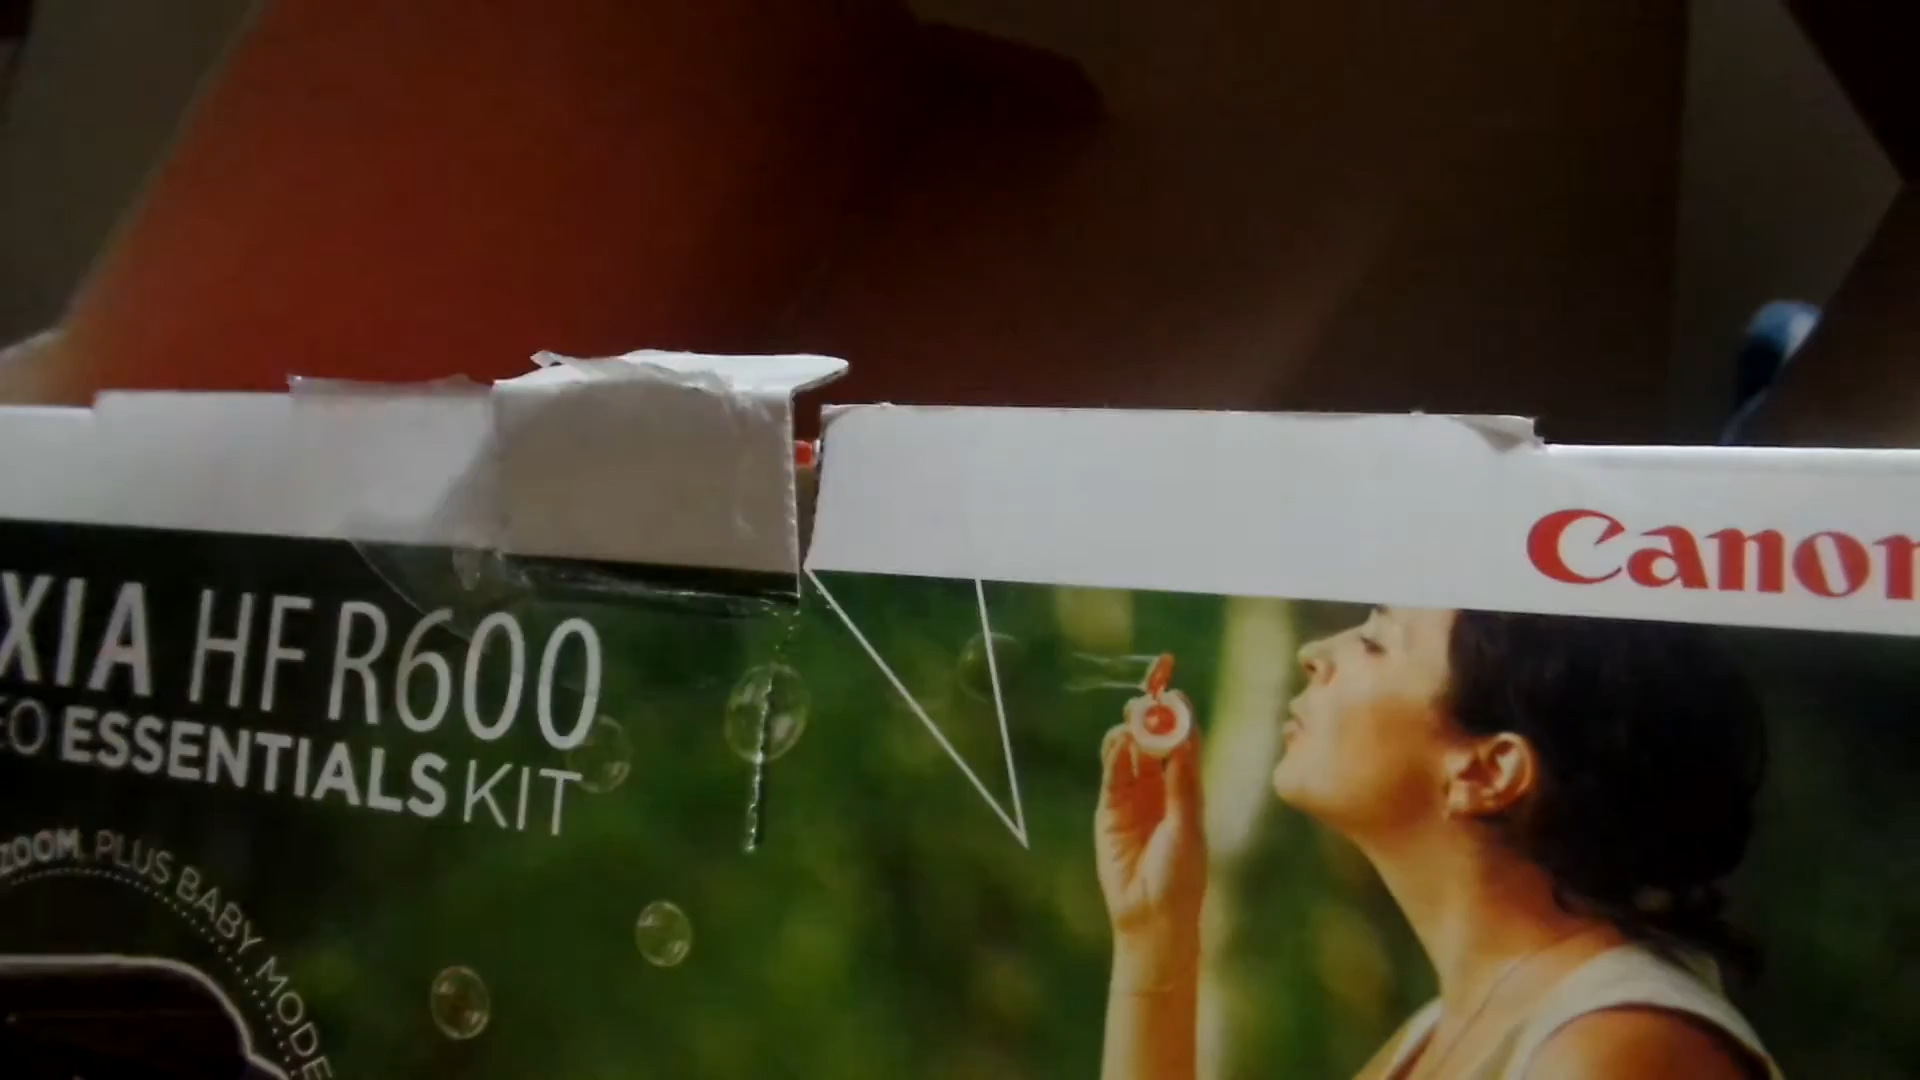 Canon
XIA HF R600
EO ESSENTIALS KIT
ZOOM, PLUS BABY MODE